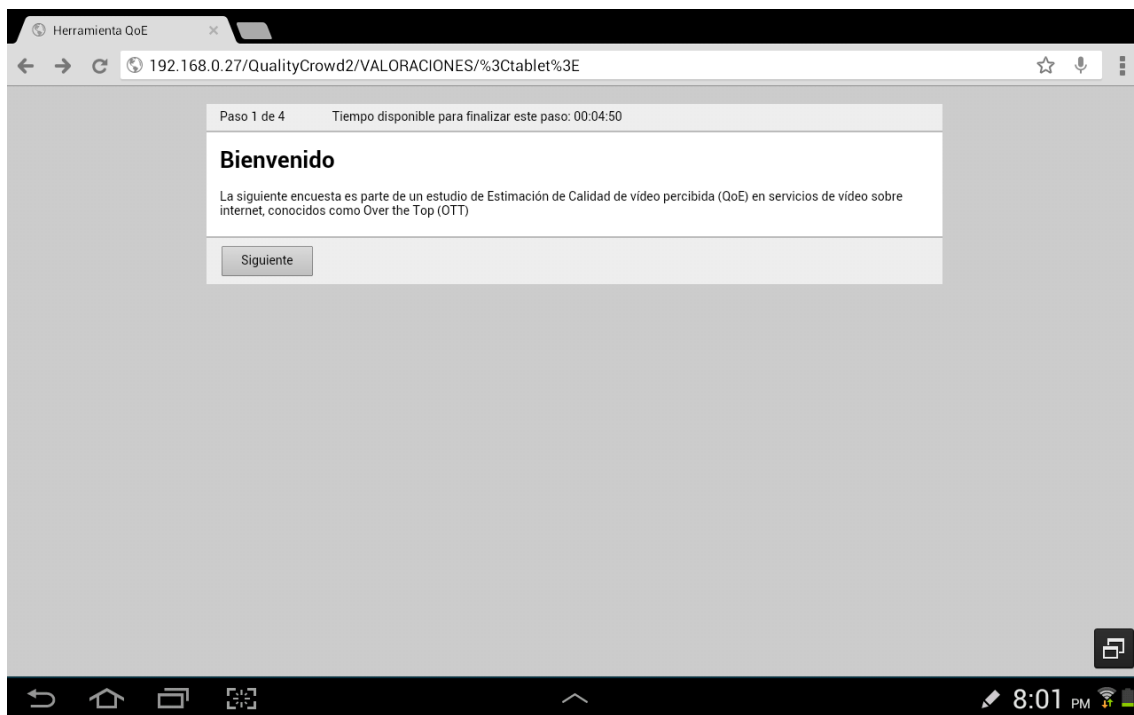 Herramienta QoE
192.168.0.27/QualityCrowd2/VALORACIONES/%3Ctablet%3E
Paso 1 de 4 Tiempo disponible para finalizar este paso: 00:04:50
Bienvenido
La siguiente encuesta es parte de un estudio de Estimación de Calidad de vídeo percibida (QoE) en servicios de vídeo sobre
internet, conocidos como Over the Top (OTT)
Siguiente
8:01 PM